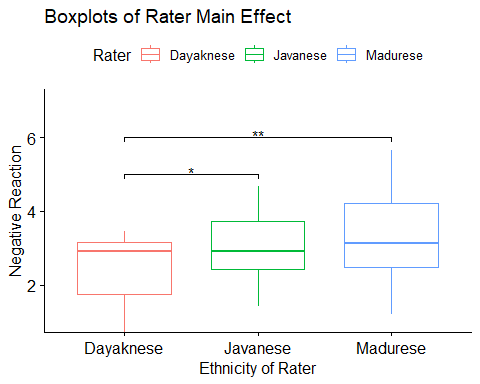 Boxplots of Rater Main Effect
Rater Dayaknese Javanese Madurese
Negative Reaction
6
4
2
**
*
Dayaknese Javanese Madurese
Ethnicity of Rater